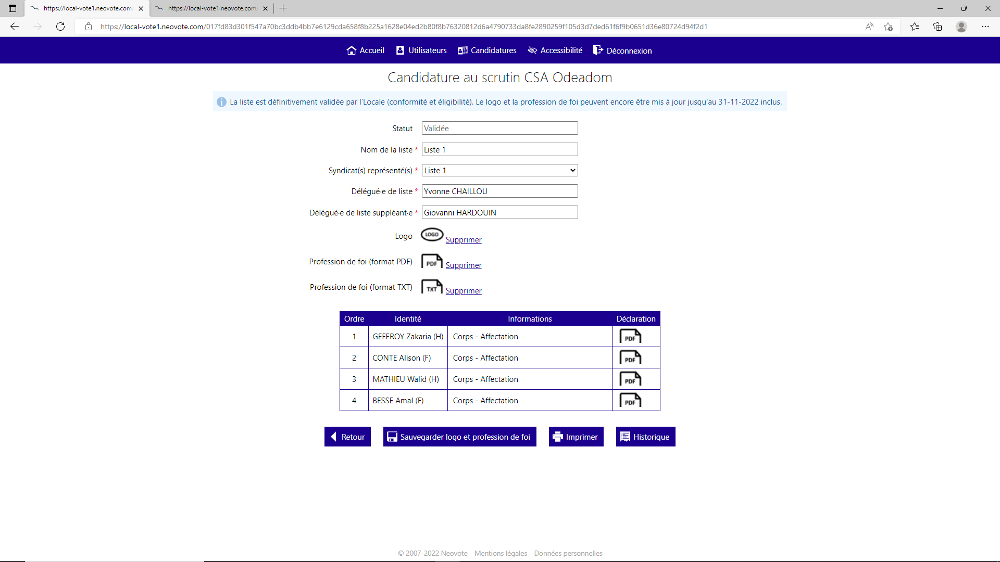 https://local-vote1.neovote.com/
https://local-vote1.neovote.com/
https://local-vote1.neovote.com/017fd83d301f547a70bc3ddb4bb7e6129cda658f8b225a1628e04ed2b80f8b76320812d6a4790733da8fe2890259f105d3d7ded61f6f9b0651d36e80724d94f2d1
Accueil Utilisateurs Candidatures Accessibilité Déconnexion
Candidature au scrutin CSA Odeadom
La liste est définitivement validée par l'Locale (conformité et éligibilité). Le logo et la profession de foi peuvent encore être mis à jour jusqu'au 31-11-2022 inclus.
Statut Validée
Nom de la liste * Liste 1
Syndicat(s) représenté(s) * Liste 1
Délégué·e de liste * Yvonne CHAILLOU
Délégué·e de liste suppléant·e * Giovanni HARDOUIN
Logo LOGO Supprimer
Profession de foi (format PDF) PDF Supprimer
Profession de foi (format TXT) TXT Supprimer
Ordre Identité Informations Déclaration
1 GEFFROY Zakaria (H) Corps - Affectation PDF
2 CONTE Alison (F) Corps - Affectation PDF
3 MATHIEU Walid (H) Corps - Affectation PDF
4 BESSE Amal (F) Corps - Affectation PDF
Retour Sauvegarder logo et profession de foi Imprimer Historique
© 2007-2022 Neovote Mentions légales Données personnelles